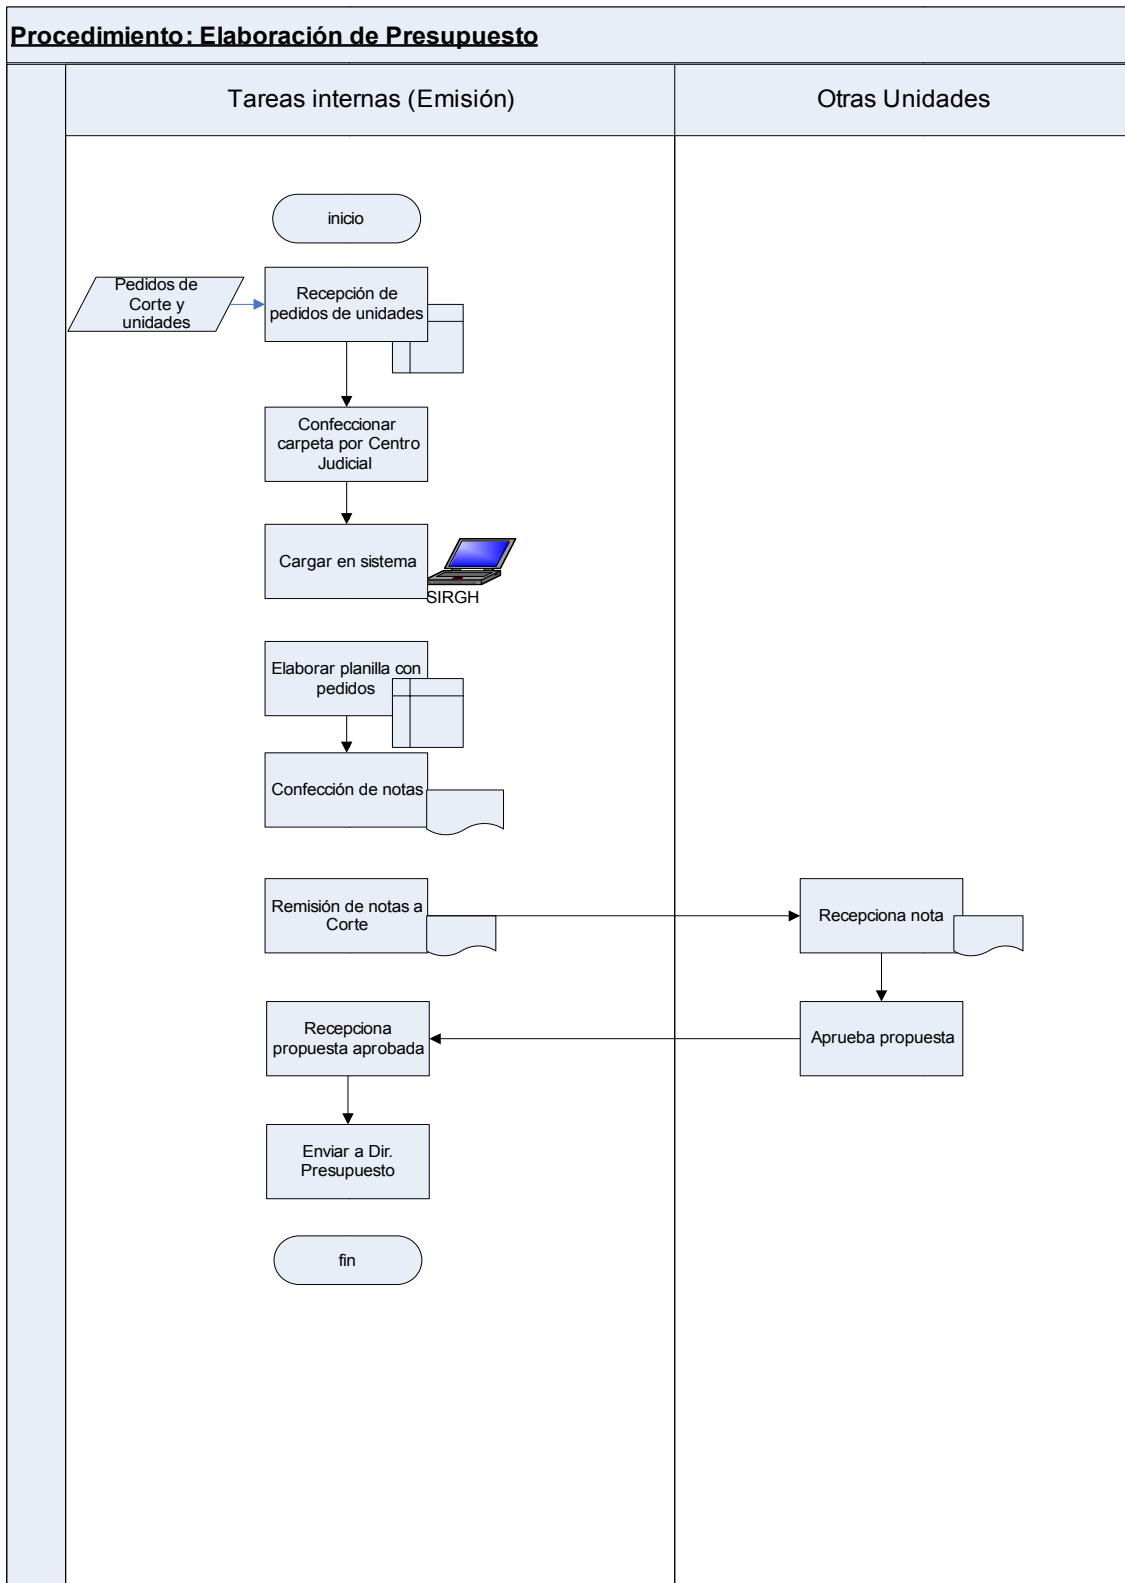 Procedimiento: Elaboración de Presupuesto
Tareas internas (Emisión)
Otras Unidades
inicio
Pedidos de
Corte y
unidades
Recepción de
pedidos de unidades
Confeccionar
carpeta por Centro
Judicial
Cargar en sistema
SIRGH
Elaborar planilla con
pedidos
Confección de notas
Remisión de notas a
Corte
Recepciona nota
Recepciona
propuesta aprobada
Aprueba propuesta
Enviar a Dir.
Presupuesto
fin